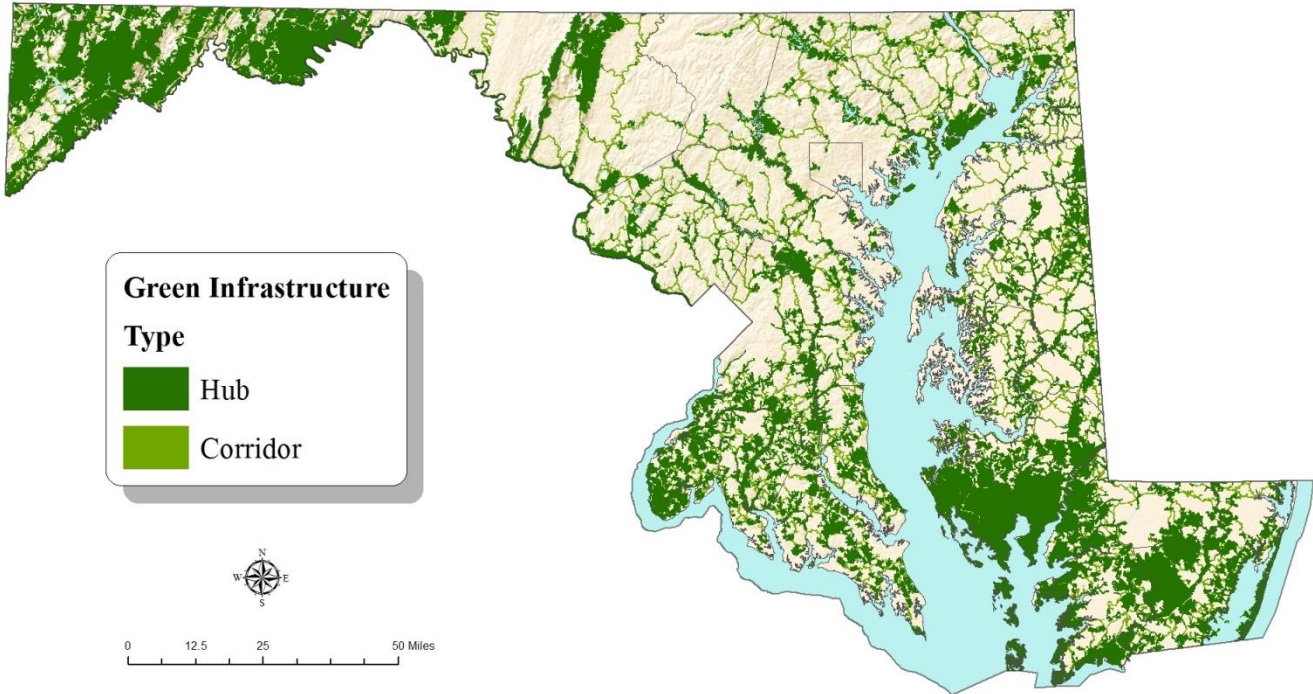 Green Infrastructure
Type
Hub
Corridor
N
W E
S
0 12.5 25 50 Miles